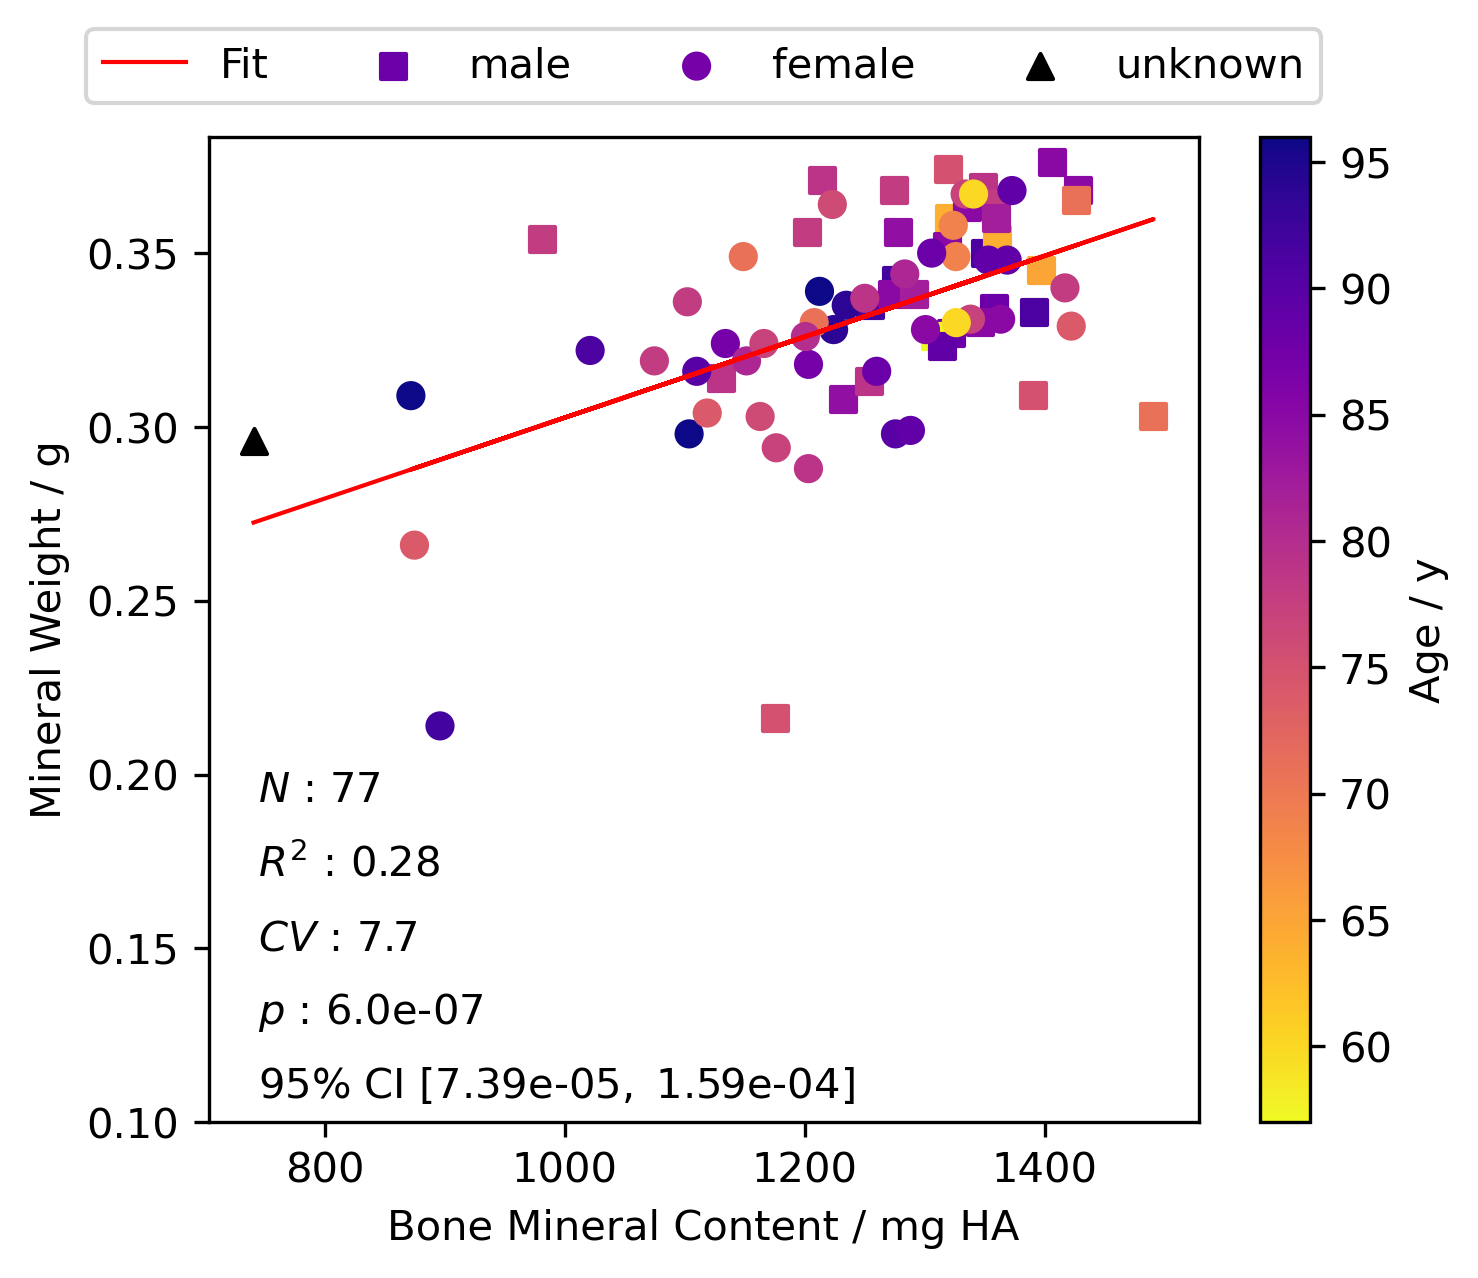 Fit male female unknown
0.35
0.30
0.25
0.20
0.15
0.10
Mineral Weight / g
N : 77
R² : 0.28
CV : 7.7
p : 6.0e-07
95% CI [7.39e-05, 1.59e-04]
800 1000 1200 1400
Bone Mineral Content / mg HA
95
90
85
80
75
70
65
60
Age / y